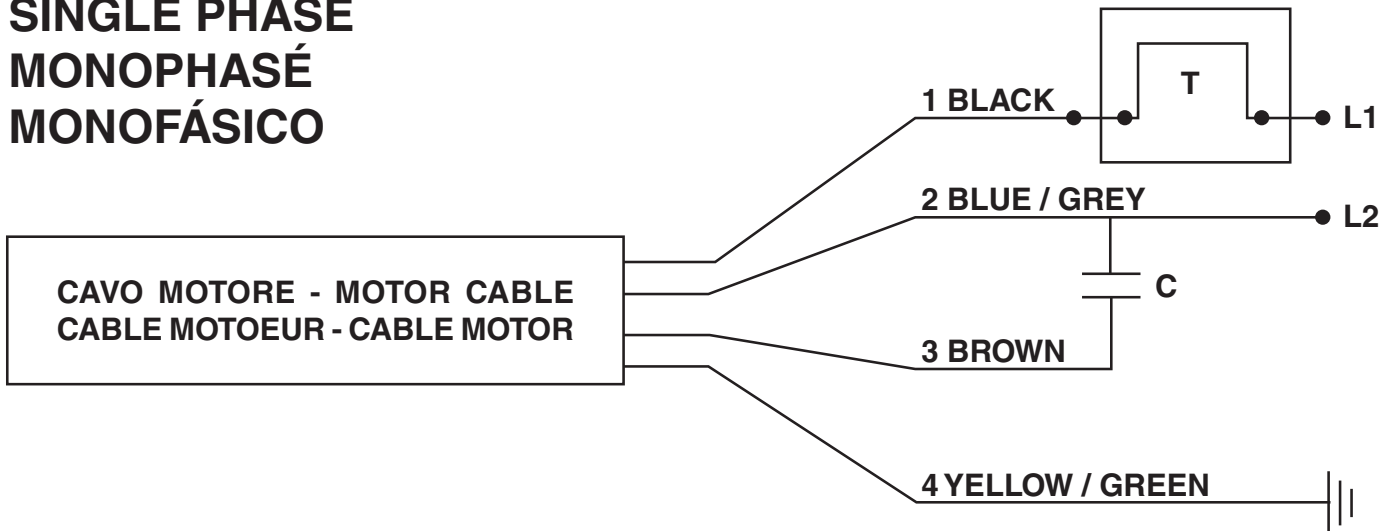 SINGLE PHASE
MONOPHASÉ
MONOFÁSICO
1 BLACK
T
L1
2 BLUE / GREY
L2
CAVO MOTORE - MOTOR CABLE
CABLE MOTOEUR - CABLE MOTOR
C
3 BROWN
4 YELLOW / GREEN